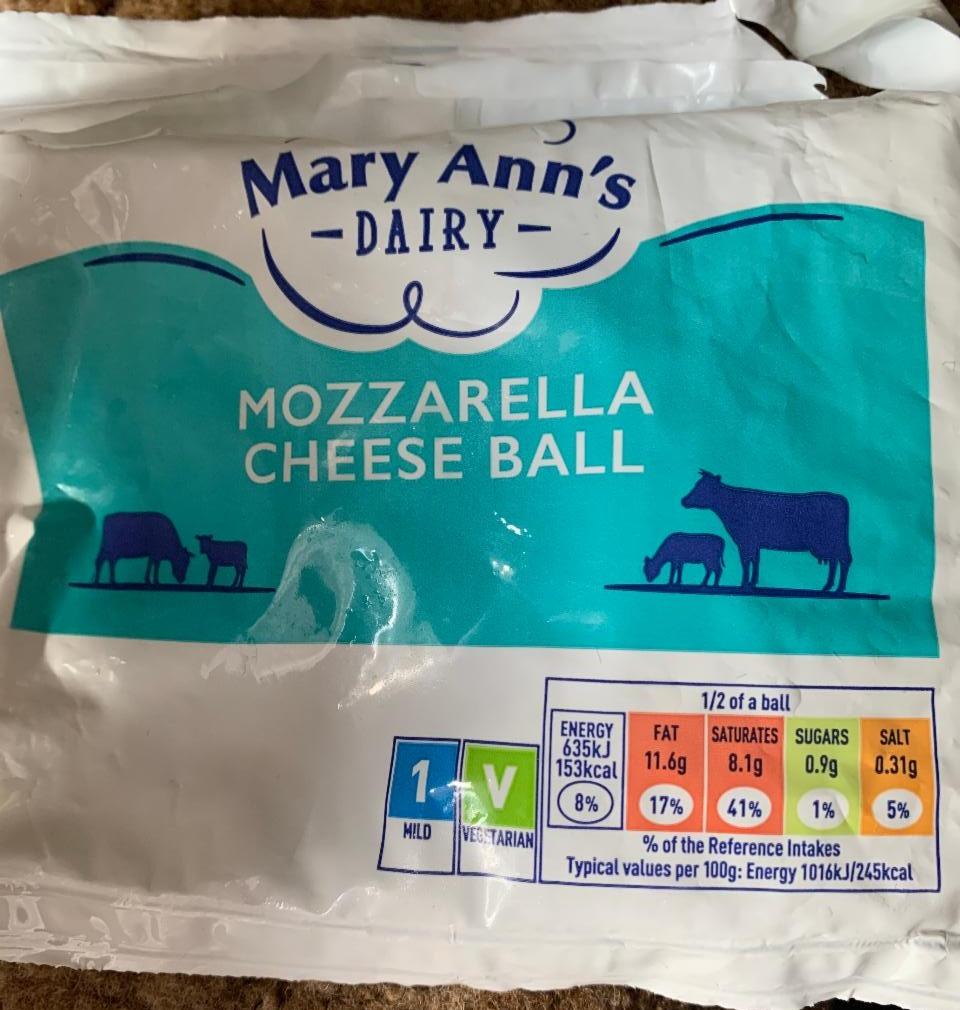 Mary Ann's
-DAIRY-
MOZZARELLA
CHEESE BALL
1
MILD
V
VEGETARIAN
1/2 of a ball
ENERGY
635kJ
153kcal
8%
FAT
11.6g
17%
SATURATES
8.1g
41%
SUGARS
0.9g
1%
SALT
0.31g
5%
% of the Reference Intakes
Typical values per 100g: Energy 1016kJ/245kcal